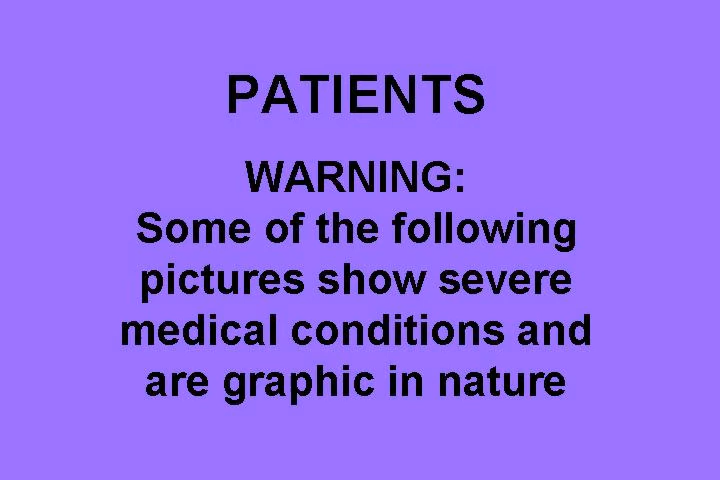 PATIENTS
WARNING:
Some of the following
pictures show severe
medical conditions and
are graphic in nature